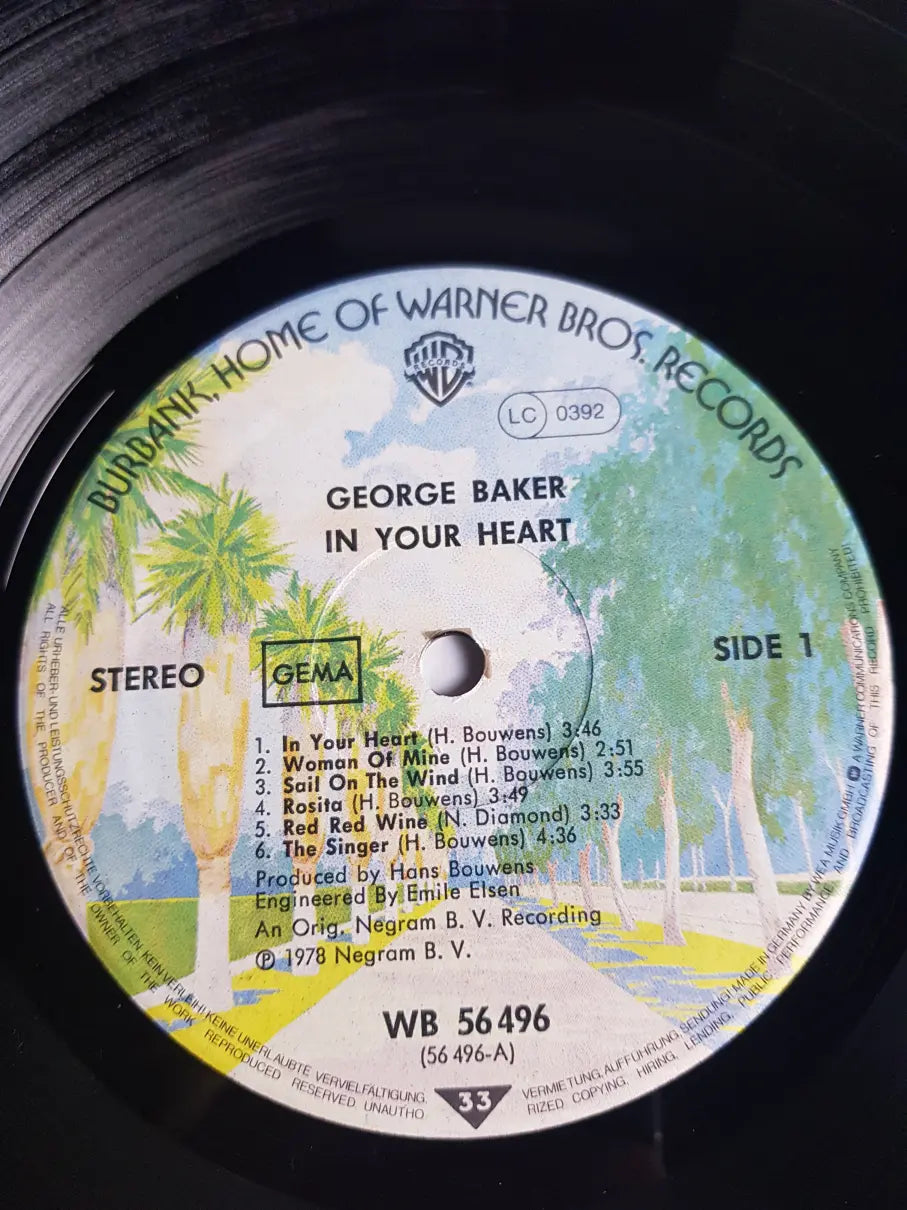 BURBANK, HOME OF WARNER BROS. RECORDS
W B
RECORDS
LC 0392
GEORGE BAKER
IN YOUR HEART
STEREO
GEMA
SIDE 1
1. In Your Heart (H. Bouwens) 3:46
2. Woman Of Mine (H. Bouwens) 2:51
3. Sail On The Wind (H. Bouwens) 3:55
4. Rosita (H. Bouwens) 3:49
5. Red Red Wine (N. Diamond) 3:33
6. The Singer (H. Bouwens) 4:36
Produced by Hans Bouwens
Engineered By Emile Elsen
An Orig. Negram B. V. Recording
℗ 1978 Negram B. V.
WB 56 496
(56 496-A)
33
ALLE URHEBER- UND LEISTUNGSSCHUTZRECHTE VORBEHALTEN KEIN VERLEIH! KEINE UNERLAUBTE VERVIELFÄLTIGUNG, VERMIETUNG, AUFFÜHRUNG, SENDUNG! MADE IN GERMANY BY WEA MUSIK GMBH A WARNER COMMUNICATIONS COMPANY
ALL RIGHTS OF THE PRODUCER AND OF THE OWNER OF THE WORK REPRODUCED RESERVED. UNAUTHORIZED COPYING, HIRING, LENDING, PUBLIC PERFORMANCE AND BROADCASTING OF THIS RECORD PROHIBITED!